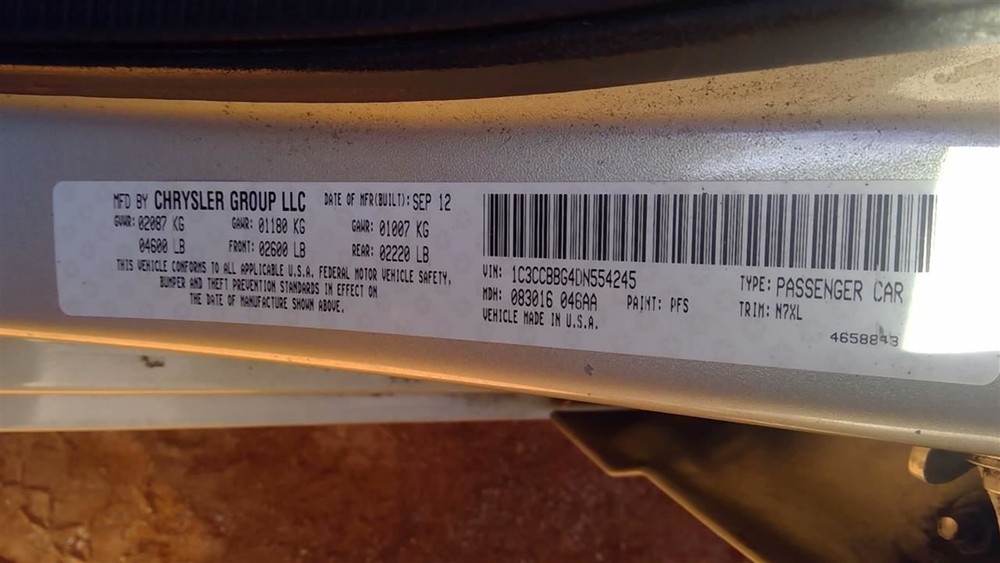 MFD BY CHRYSLER GROUP LLC DATE OF MFR(BUILT): SEP 12
GVWR: 02087 KG GAWR: 01180 KG GAWR: 01007 KG
04600 LB FRONT: 02600 LB REAR: 02220 LB
THIS VEHICLE CONFORMS TO ALL APPLICABLE U.S.A. FEDERAL MOTOR VEHICLE SAFETY,
BUMPER AND THEFT PREVENTION STANDARDS IN EFFECT ON
THE DATE OF MANUFACTURE SHOWN ABOVE.
VIN: 1C3CCBBG4DN554245 TYPE: PASSENGER CAR
MDH: 083016 046AA PAINT: PFS TRIM: N7XL
VEHICLE MADE IN U.S.A.